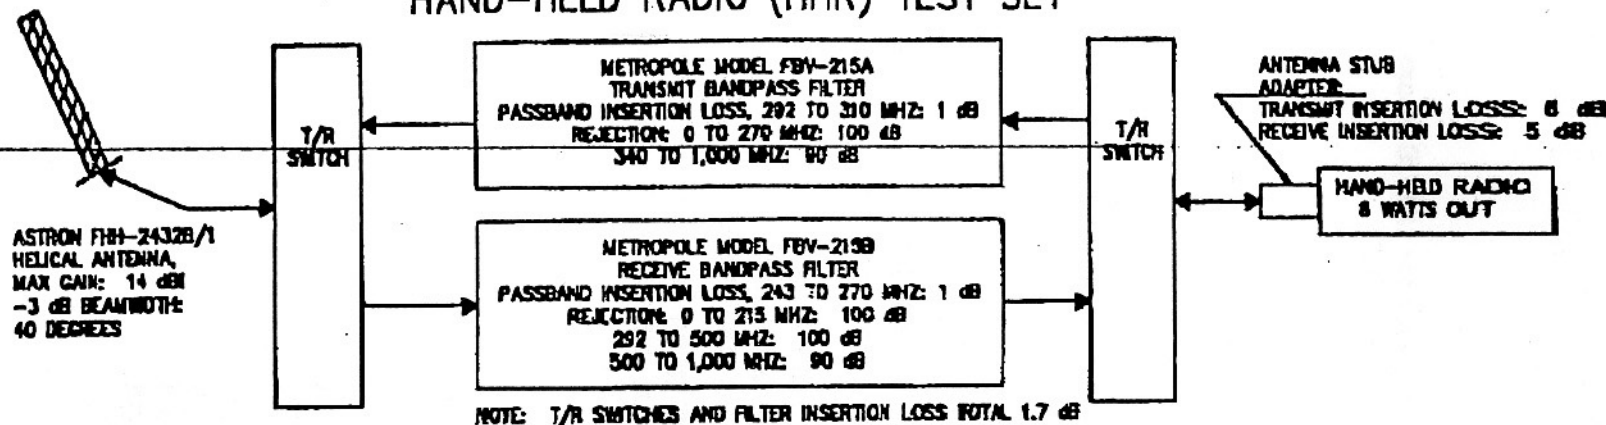 HAND-HELD RADIO (HHR) TEST SET
METROPOLE MODEL FBV-215A
TRANSMIT BANDPASS FILTER
PASSBAND INSERTION LOSS, 292 TO 310 MHZ: 1 dB
REJECTION: 0 TO 270 MHZ: 100 dB
340 TO 1,000 MHZ: 90 dB
T/R
SWITCH
T/R
SWITCH
ANTENNA STUB
ADAPTER:
TRANSMIT INSERTION LOSS: 6 dB
RECEIVE INSERTION LOSS: 5 dB
HAND-HELD RADIO
8 WATTS OUT
ASTRON FHH-2432B/1
HELICAL ANTENNA,
MAX GAIN: 14 dBI
-3 dB BEAMWIDTH:
40 DEGREES
METROPOLE MODEL FBV-215B
RECEIVE BANDPASS FILTER
PASSBAND INSERTION LOSS, 243 TO 270 MHZ: 1 dB
REJECTION: 0 TO 215 MHZ: 100 dB
292 TO 500 MHZ: 100 dB
500 TO 1,000 MHZ: 90 dB
NOTE: T/R SWITCHES AND FILTER INSERTION LOSS TOTAL 1.7 dB